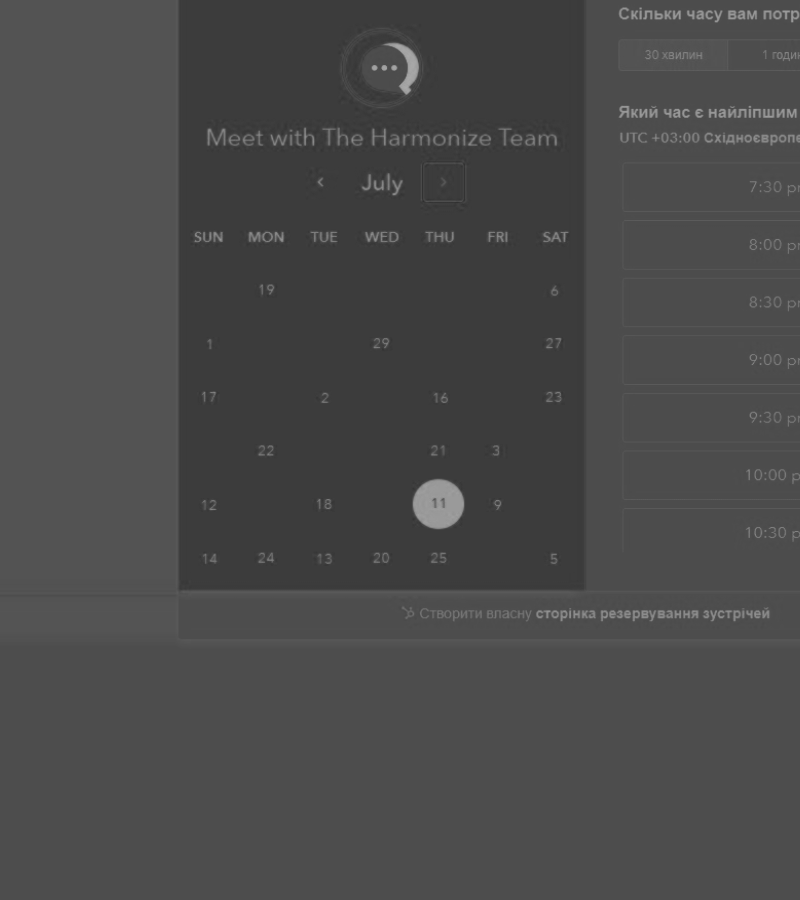 Meet with The Harmonize Team
July
SUN MON TUE WED THU FRI SAT
19 6
1 29 27
17 2 16 23
22 21 3
12 18 11 9
14 24 13 20 25 5
Скільки часу вам
30 хвилин 1
Який час є найліпшим
UTC +03:00
7:30
8:00
8:30
9:00
9:30
10:00
10:30
Створити власну сторінка резервування зустрічей